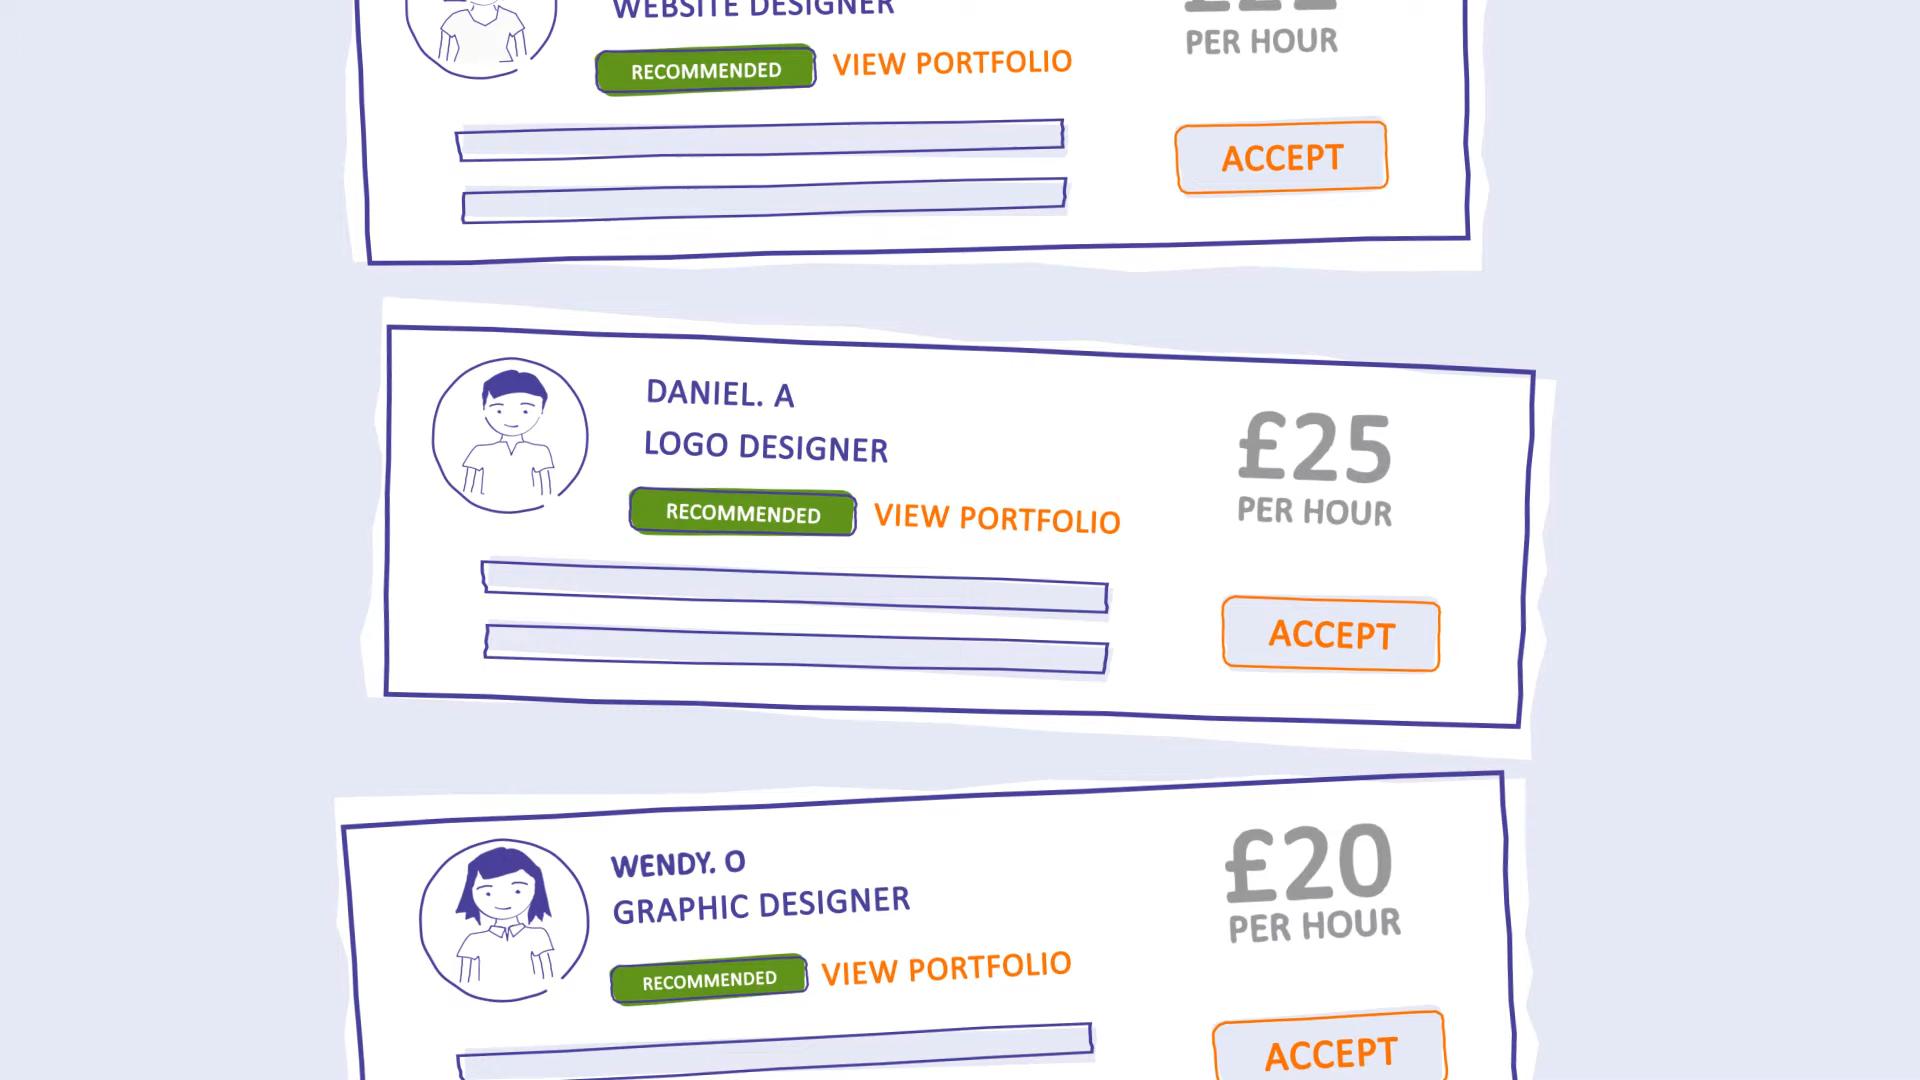 WEBSITE DESIGNER
PER HOUR
RECOMMENDED VIEW PORTFOLIO
ACCEPT
DANIEL. A
LOGO DESIGNER
£25
PER HOUR
RECOMMENDED VIEW PORTFOLIO
ACCEPT
WENDY. O
GRAPHIC DESIGNER
£20
PER HOUR
RECOMMENDED VIEW PORTFOLIO
ACCEPT